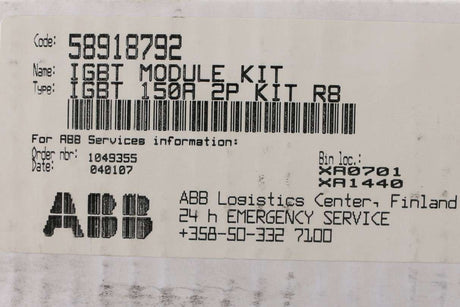 Code: 58918792
Name: IGBT MODULE KIT
Type: IGBT 150A 2P KIT R8
For ABB Services information:
Order nbr: 1049355
Date: 040107
Bin loc.:
XA0701
XA1440
ABB
ABB Logistics Center, Finland
24 h EMERGENCY SERVICE
+358-50-332 7100